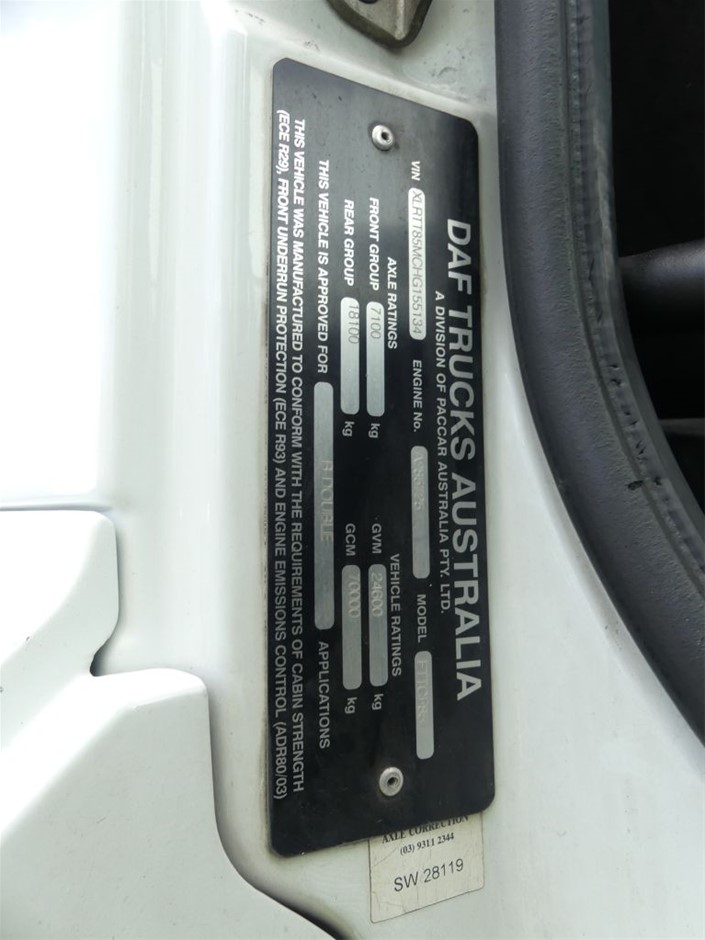 DAF TRUCKS AUSTRALIA
A DIVISION OF PACCAR AUSTRALIA PTY. LTD.
VIN XLRTT85MCHG155134 ENGINE No. MODEL
AXLE RATINGS VEHICLE RATINGS
FRONT GROUP 7100 kg GVM 24600 kg
REAR GROUP 18100 kg GCM 70000 kg
THIS VEHICLE IS APPROVED FOR B-DOUBLE APPLICATIONS
THIS VEHICLE WAS MANUFACTURED TO CONFORM WITH THE REQUIREMENTS OF CABIN STRENGTH
(ECE R29), FRONT UNDERRUN PROTECTION (ECE R93) AND ENGINE EMISSIONS CONTROL (ADR80/03)
AXLE CORRECTION
(03) 9311 2344
SW 28119